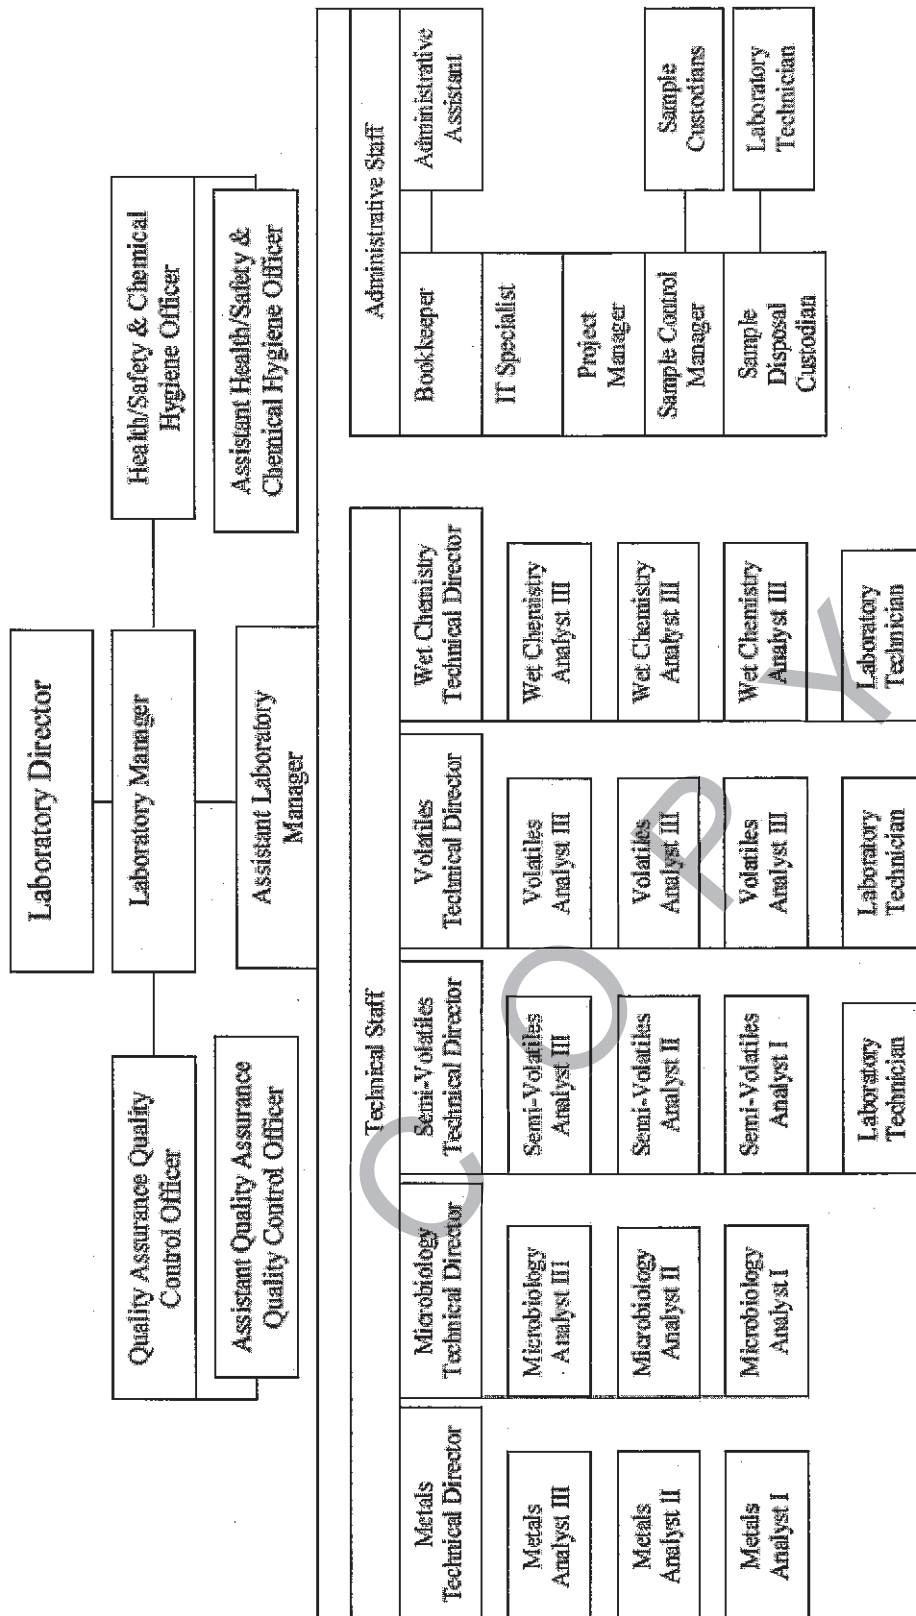 Laboratory Director
Quality Assurance Quality
Control Officer
Laboratory Manager
Health/Safety & Chemical
Hygiene Officer
Assistant Quality Assurance
Quality Control Officer
Assistant Laboratory
Manager
Assistant Health/Safety &
Chemical Hygiene Officer
Technical Staff
Administrative Staff
Metals
Technical Director
Microbiology
Technical Director
Semi-Volatiles
Technical Director
Volatiles
Technical Director
Wet Chemistry
Technical Director
Bookkeeper
Administrative
Assistant
Metals
Analyst III
Microbiology
Analyst III
Semi-Volatiles
Analyst III
Volatiles
Analyst III
Wet Chemistry
Analyst III
IT Specialist
Project
Manager
Metals
Analyst II
Microbiology
Analyst II
Semi-Volatiles
Analyst II
Volatiles
Analyst III
Wet Chemistry
Analyst III
Sample Control
Manager
Sample
Custodians
Metals
Analyst I
Microbiology
Analyst I
Semi-Volatiles
Analyst I
Volatiles
Analyst III
Wet Chemistry
Analyst III
Sample
Disposal
Custodian
Laboratory
Technician
Laboratory
Technician
Laboratory
Technician
Laboratory
Technician
COPY